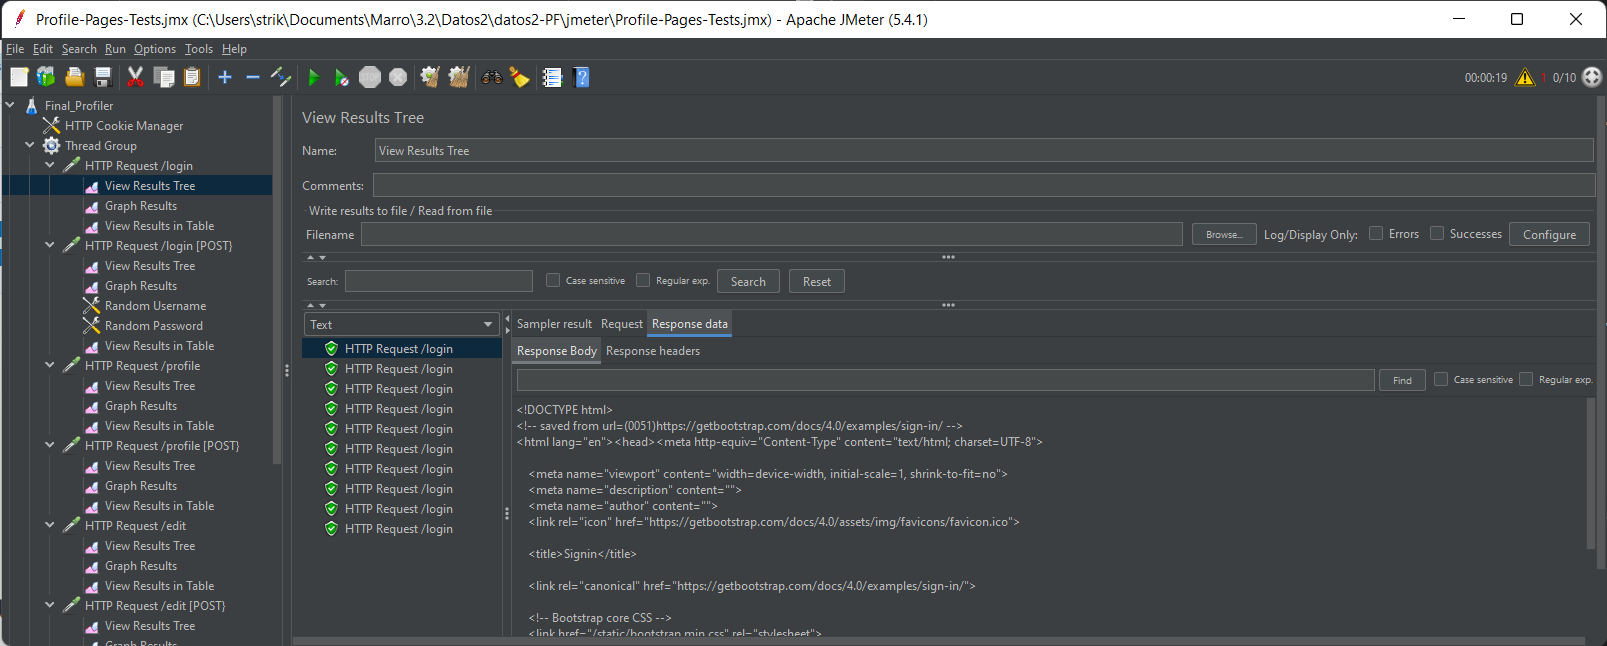 Profile-Pages-Tests.jmx (C:\Users\strik\Documents\Marro\3.2\Datos2\datos2-PF\jmeter\Profile-Pages-Tests.jmx) - Apache JMeter (5.4.1)
File Edit Search Run Options Tools Help
STOP 00:00:19 1 0/10
Final_Profiler
HTTP Cookie Manager
Thread Group
HTTP Request /login
View Results Tree
Graph Results
View Results in Table
HTTP Request /login [POST}
View Results Tree
Graph Results
Random Username
Random Password
View Results in Table
HTTP Request /profile
View Results Tree
Graph Results
View Results in Table
HTTP Request /profile [POST}
View Results Tree
Graph Results
View Results in Table
HTTP Request /edit
View Results Tree
Graph Results
View Results in Table
HTTP Request /edit [POST}
View Results Tree
Graph Results
View Results Tree
Name: View Results Tree
Comments:
Write results to file / Read from file
Filename Browse... Log/Display Only: Errors Successes Configure
Search: Case sensitive Regular exp. Search Reset
Text
HTTP Request /login
HTTP Request /login
HTTP Request /login
HTTP Request /login
HTTP Request /login
HTTP Request /login
HTTP Request /login
HTTP Request /login
HTTP Request /login
HTTP Request /login
Sampler result Request Response data
Response Body Response headers
Find Case sensitive Regular exp.
<!DOCTYPE html>
<!-- saved from url=(0051)https://getbootstrap.com/docs/4.0/examples/sign-in/ -->
<html lang="en"><head><meta http-equiv="Content-Type" content="text/html; charset=UTF-8">
<meta name="viewport" content="width=device-width, initial-scale=1, shrink-to-fit=no">
<meta name="description" content="">
<meta name="author" content="">
<link rel="icon" href="https://getbootstrap.com/docs/4.0/assets/img/favicons/favicon.ico">
<title>Signin</title>
<link rel="canonical" href="https://getbootstrap.com/docs/4.0/examples/sign-in/">
<!-- Bootstrap core CSS -->
<link href="/static/bootstrap.min.css" rel="stylesheet">